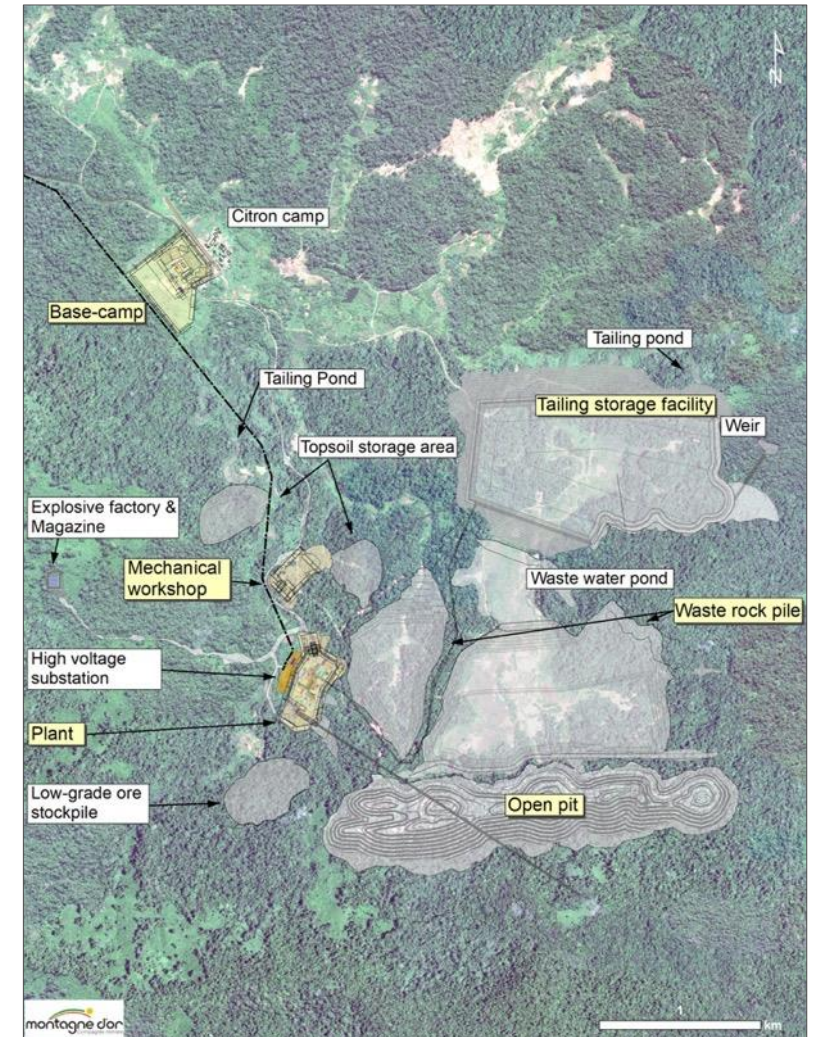 Citron camp
Base-camp
Tailing pond
Tailing Pond
Tailing storage facility
Weir
Topsoil storage area
Explosive factory &
Magazine
Mechanical
workshop
Waste water pond
Waste rock pile
High voltage
substation
Plant
Low-grade ore
stockpile
Open pit
montagne d'or
1
km